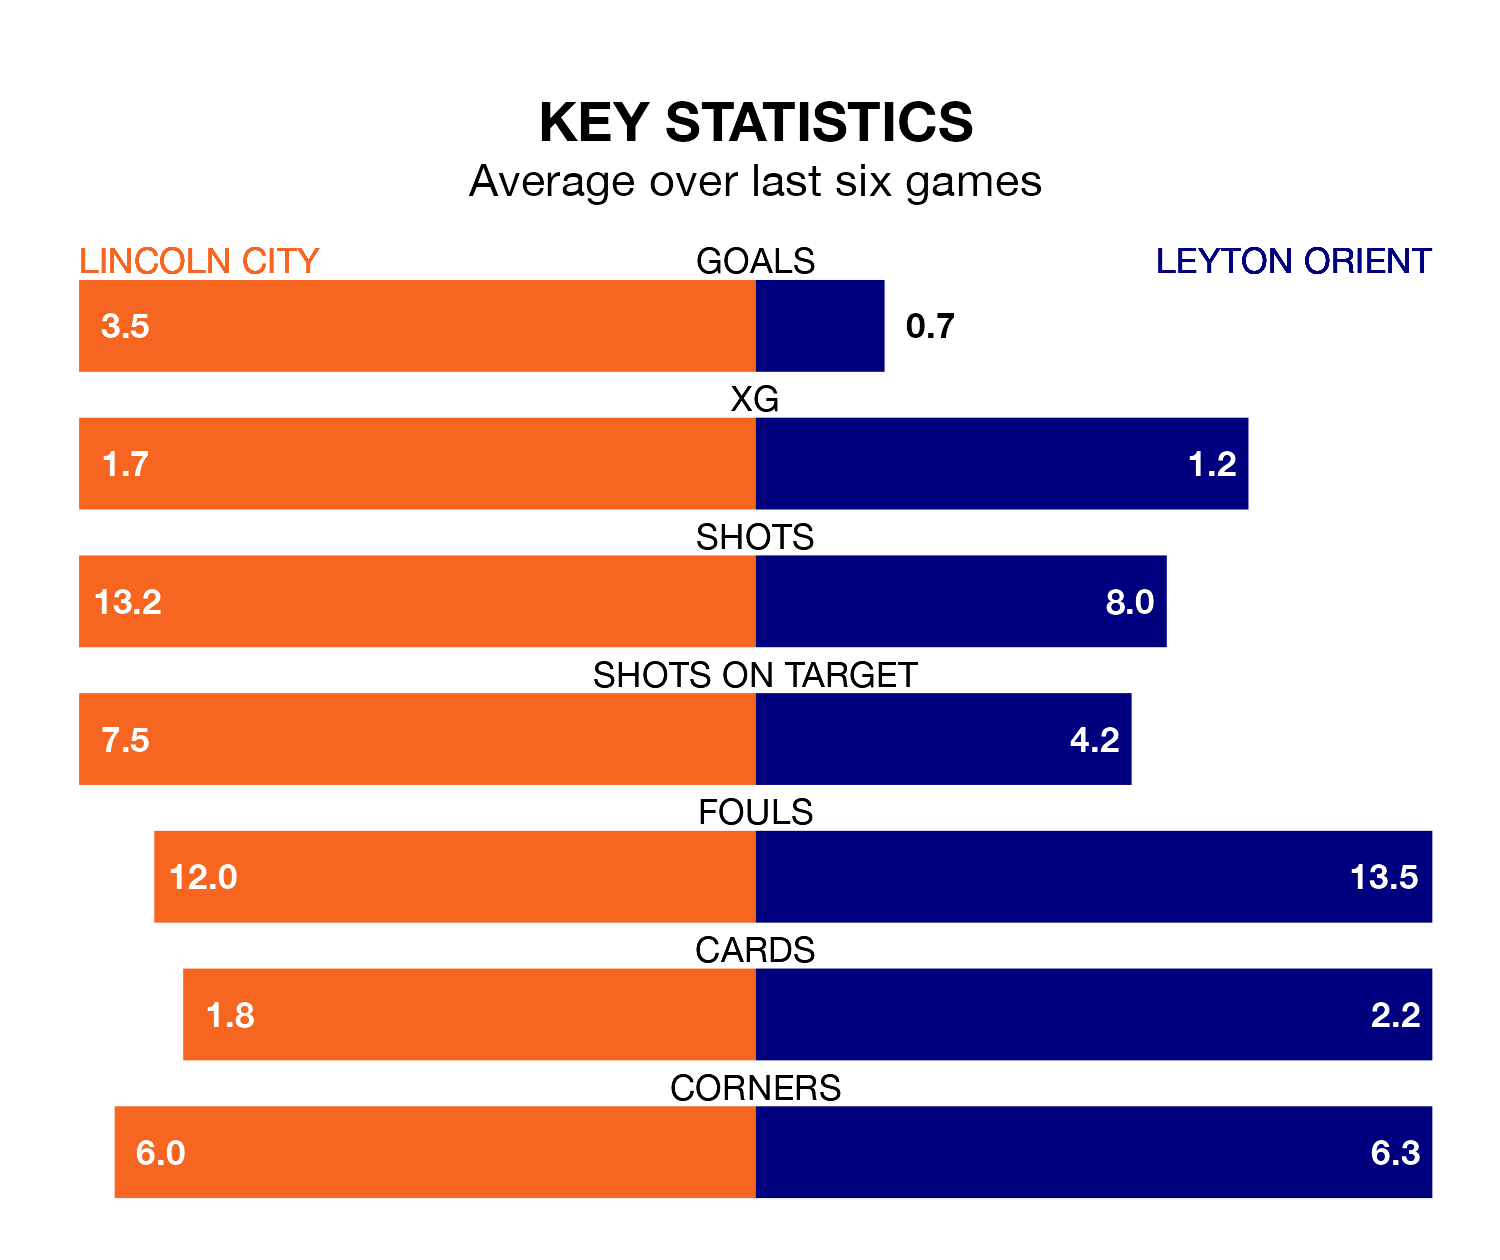 KEY STATISTICS
Average over last six games
LINCOLN CITY GOALS LEYTON ORIENT
3.5 0.7
XG
1.7 1.2
SHOTS
13.2 8.0
SHOTS ON TARGET
7.5 4.2
FOULS
12.0 13.5
CARDS
1.8 2.2
CORNERS
6.0 6.3